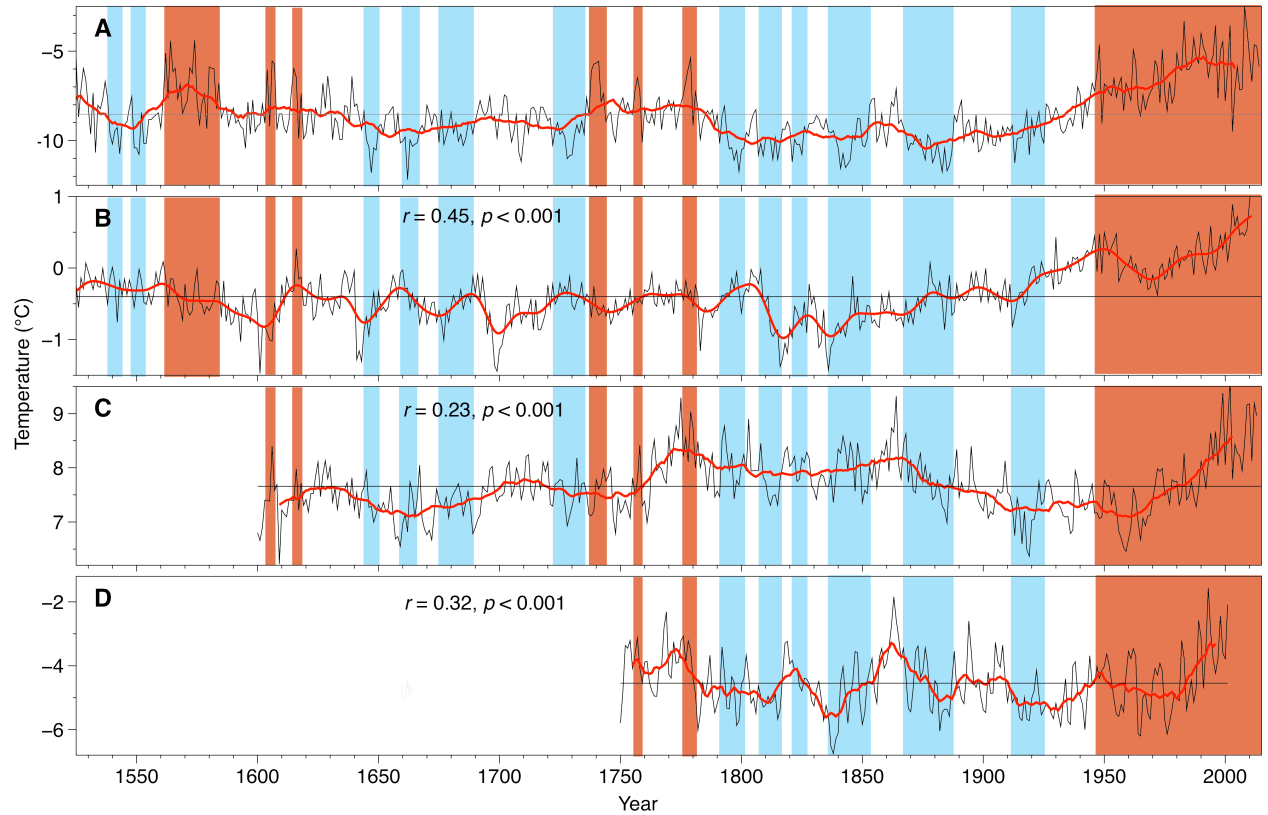 A
−5
-10
B
r = 0.45, p < 0.001
1
0
−1
C
r = 0.23, p < 0.001
9
8
7
D
r = 0.32, p < 0.001
−2
−4
−6
Temperature (°C)
1550 1600 1650 1700 1750 1800 1850 1900 1950 2000
Year